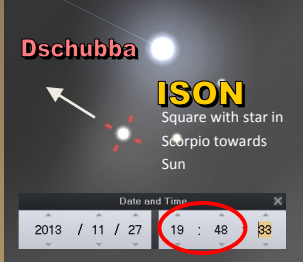 Dschubba
ISON
Square with star in
Scorpio towards
Sun
Date and Time
2013 / 11 / 27 19 : 48 : 33